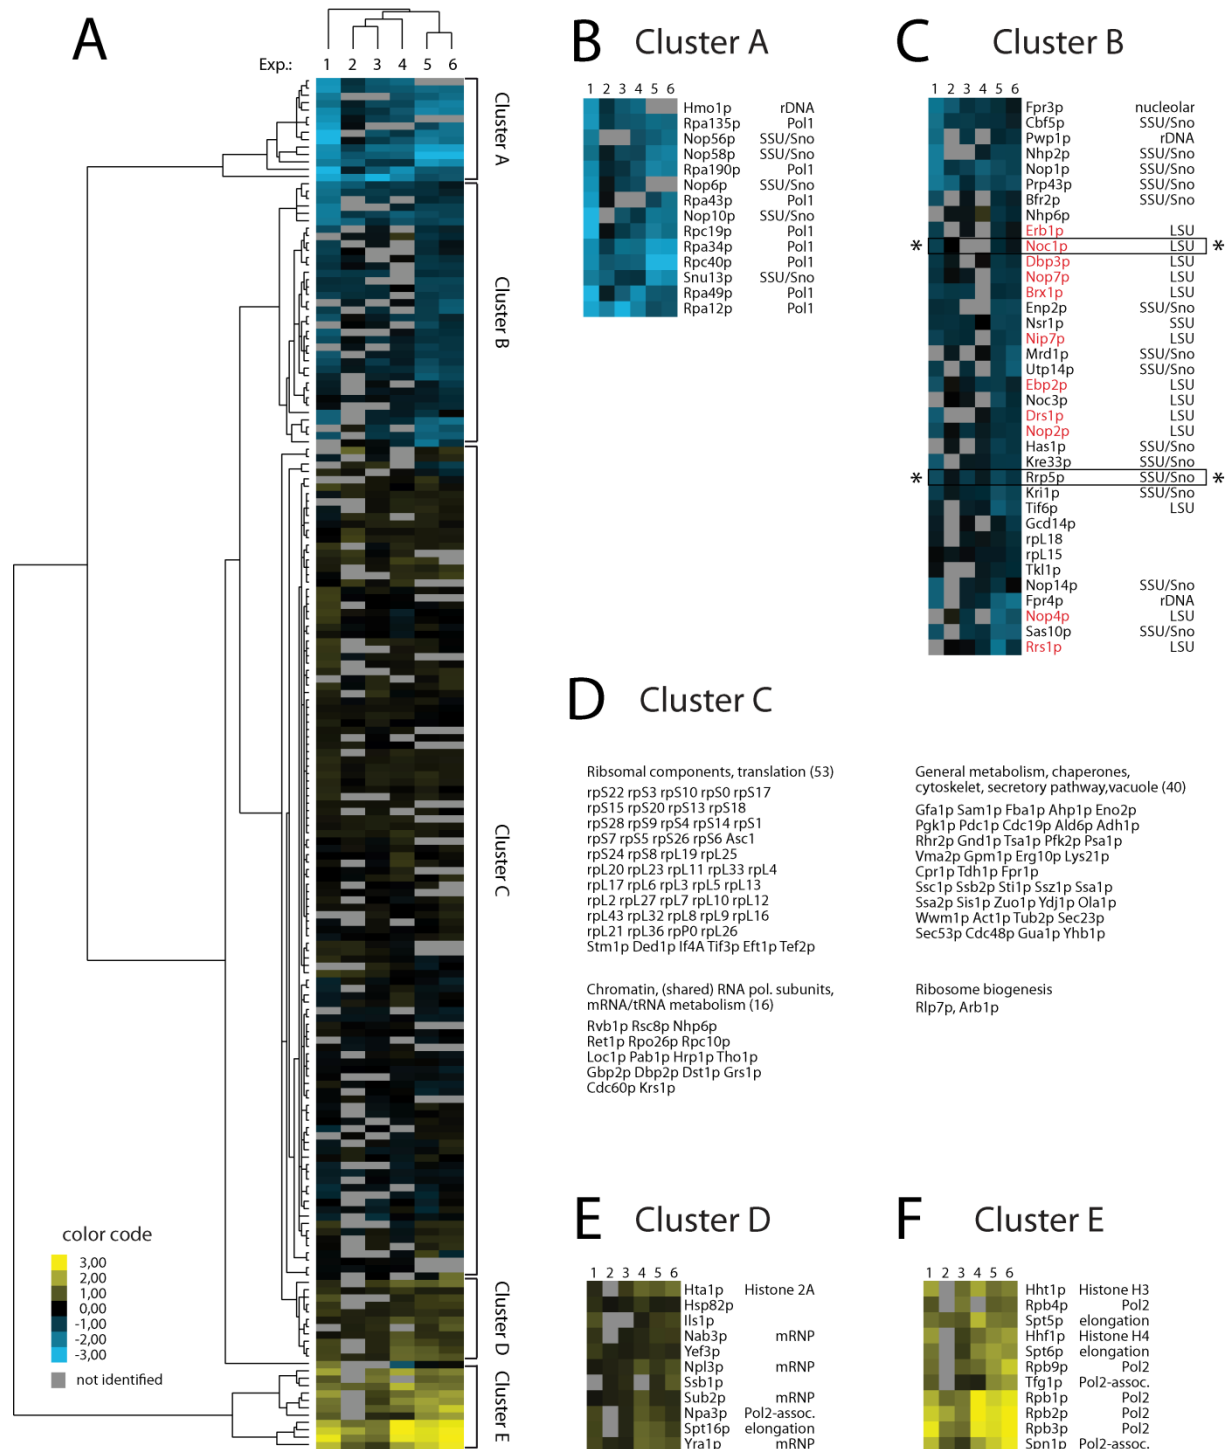 A
Exp.: 1 2 3 4 5 6
Cluster A
Cluster B
Cluster C
Cluster D
Cluster E
color code
3,00
2,00
1,00
0,00
-1,00
-2,00
-3,00
not identified
B Cluster A
1 2 3 4 5 6
Hmo1p rDNA
Rpa135p Pol1
Nop56p SSU/Sno
Nop58p SSU/Sno
Rpa190p Pol1
Nop6p SSU/Sno
Rpa43p Pol1
Nop10p SSU/Sno
Rpc19p Pol1
Rpa34p Pol1
Rpc40p Pol1
Snu13p SSU/Sno
Rpa49p Pol1
Rpa12p Pol1
C Cluster B
1 2 3 4 5 6
Fpr3p nucleolar
Cbf5p SSU/Sno
Pwp1p rDNA
Nhp2p SSU/Sno
Nop1p SSU/Sno
Prp43p SSU/Sno
Bfr2p SSU/Sno
Nhp6p
Erb1p LSU
* Noc1p LSU *
Dbp3p LSU
Nop7p LSU
Brx1p LSU
Enp2p SSU/Sno
Nsr1p SSU
Nip7p LSU
Mrd1p SSU/Sno
Utp14p SSU/Sno
Ebp2p LSU
Noc3p LSU
Drs1p LSU
Nop2p LSU
Has1p SSU/Sno
Kre33p SSU/Sno
* Rrp5p SSU/Sno *
Kri1p SSU/Sno
Tif6p LSU
Gcd14p
rpL18
rpL15
Tkl1p
Nop14p SSU/Sno
Fpr4p rDNA
Nop4p LSU
Sas10p SSU/Sno
Rrs1p LSU
D Cluster C
Ribsomal components, translation (53)
rpS22 rpS3 rpS10 rpS0 rpS17
rpS15 rpS20 rpS13 rpS18
rpS28 rpS9 rpS4 rpS14 rpS1
rpS7 rpS5 rpS26 rpS6 Asc1
rpS24 rpS8 rpL19 rpL25
rpL20 rpL23 rpL11 rpL33 rpL4
rpL17 rpL6 rpL3 rpL5 rpL13
rpL2 rpL27 rpL7 rpL10 rpL12
rpL43 rpL32 rpL8 rpL9 rpL16
rpL21 rpL36 rpP0 rpL26
Stm1p Ded1p If4A Tif3p Eft1p Tef2p
General metabolism, chaperones,
cytoskelet, secretory pathway,vacuole (40)
Gfa1p Sam1p Fba1p Ahp1p Eno2p
Pgk1p Pdc1p Cdc19p Ald6p Adh1p
Rhr2p Gnd1p Tsa1p Pfk2p Psa1p
Vma2p Gpm1p Erg10p Lys21p
Cpr1p Tdh1p Fpr1p
Ssc1p Ssb2p Sti1p Ssz1p Ssa1p
Ssa2p Sis1p Zuo1p Ydj1p Ola1p
Wwm1p Act1p Tub2p Sec23p
Sec53p Cdc48p Gua1p Yhb1p
Chromatin, (shared) RNA pol. subunits,
mRNA/tRNA metabolism (16)
Rvb1p Rsc8p Nhp6p
Ret1p Rpo26p Rpc10p
Loc1p Pab1p Hrp1p Tho1p
Gbp2p Dbp2p Dst1p Grs1p
Cdc60p Krs1p
Ribosome biogenesis
Rlp7p, Arb1p
E Cluster D
1 2 3 4 5 6
Hta1p Histone 2A
Hsp82p
Ils1p
Nab3p mRNP
Yef3p
Npl3p mRNP
Ssb1p
Sub2p mRNP
Npa3p Pol2-assoc.
Spt16p elongation
Yra1p mRNP
F Cluster E
1 2 3 4 5 6
Hht1p Histone H3
Rpb4p Pol2
Spt5p elongation
Hhf1p Histone H4
Spt6p elongation
Rpb9p Pol2
Tfg1p Pol2-assoc.
Rpb1p Pol2
Rpb2p Pol2
Rpb3p Pol2
Spn1p Pol2-assoc.